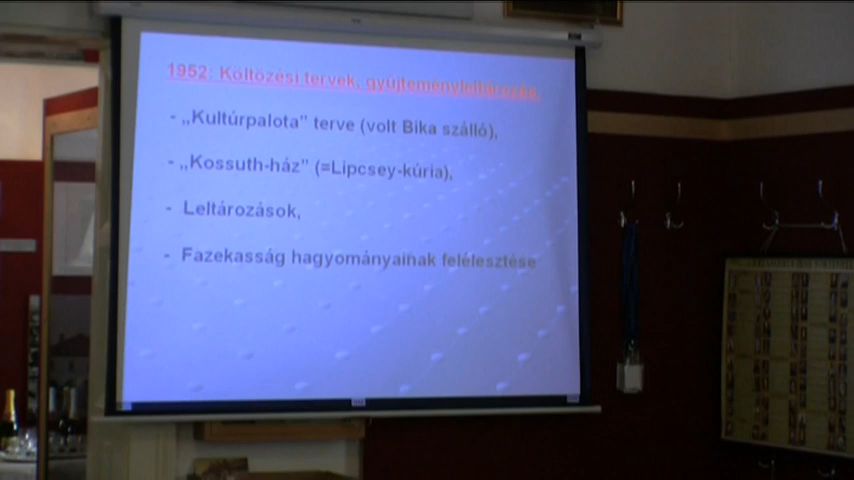 1952: Költözési tervek, gyűjteményleltározás,
- „Kultúrpalota” terve (volt Bika szálló),
- „Kossuth-ház” (=Lipcsey-kúria),
- Leltározások,
- Fazekasság hagyományainak felélesztése